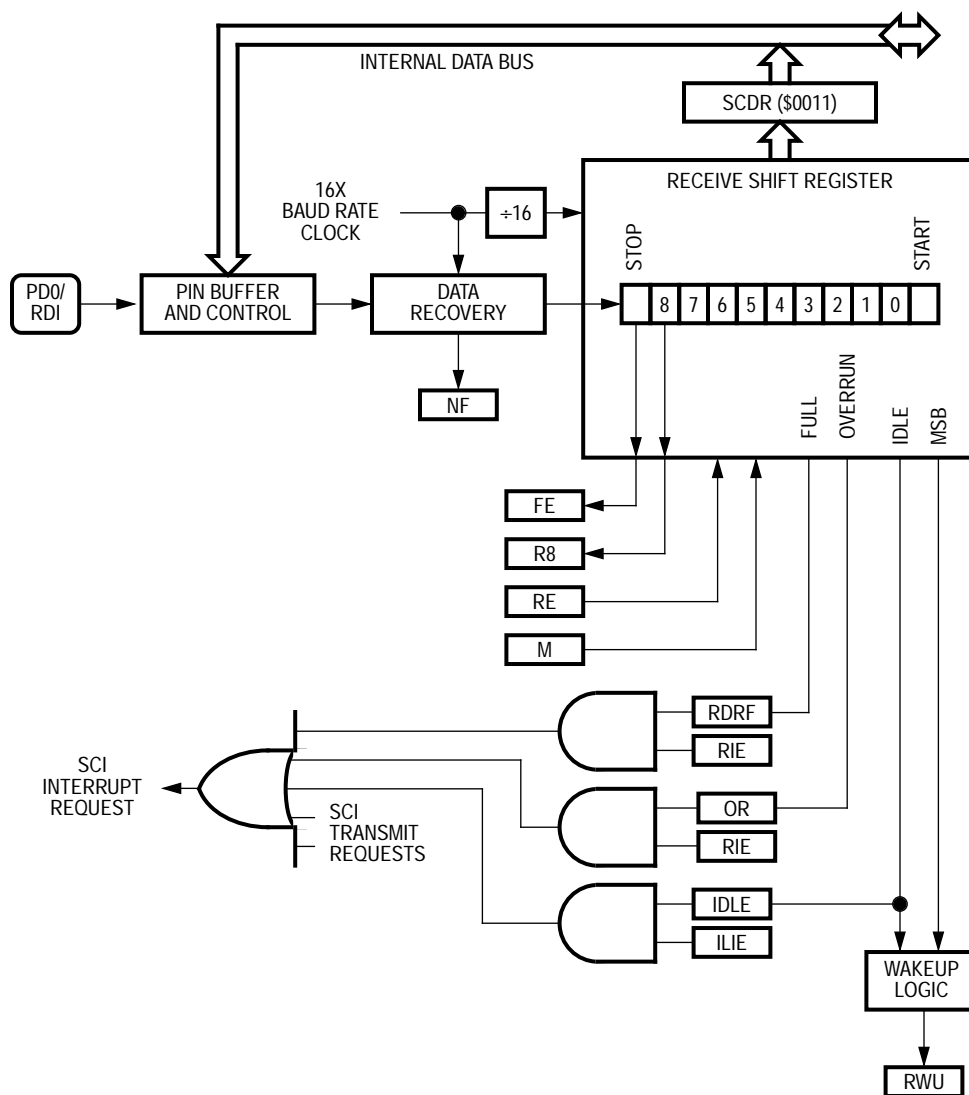 INTERNAL DATA BUS
SCDR ($0011)
RECEIVE SHIFT REGISTER
16X
BAUD RATE
CLOCK
÷16
STOP
START
PD0/
RDI
PIN BUFFER
AND CONTROL
DATA
RECOVERY
8 7 6 5 4 3 2 1 0
NF
FULL
OVERRUN
IDLE
MSB
FE
R8
RE
M
RDRF
RIE
SCI
INTERRUPT
REQUEST
SCI
TRANSMIT
REQUESTS
OR
RIE
IDLE
ILIE
WAKEUP
LOGIC
RWU